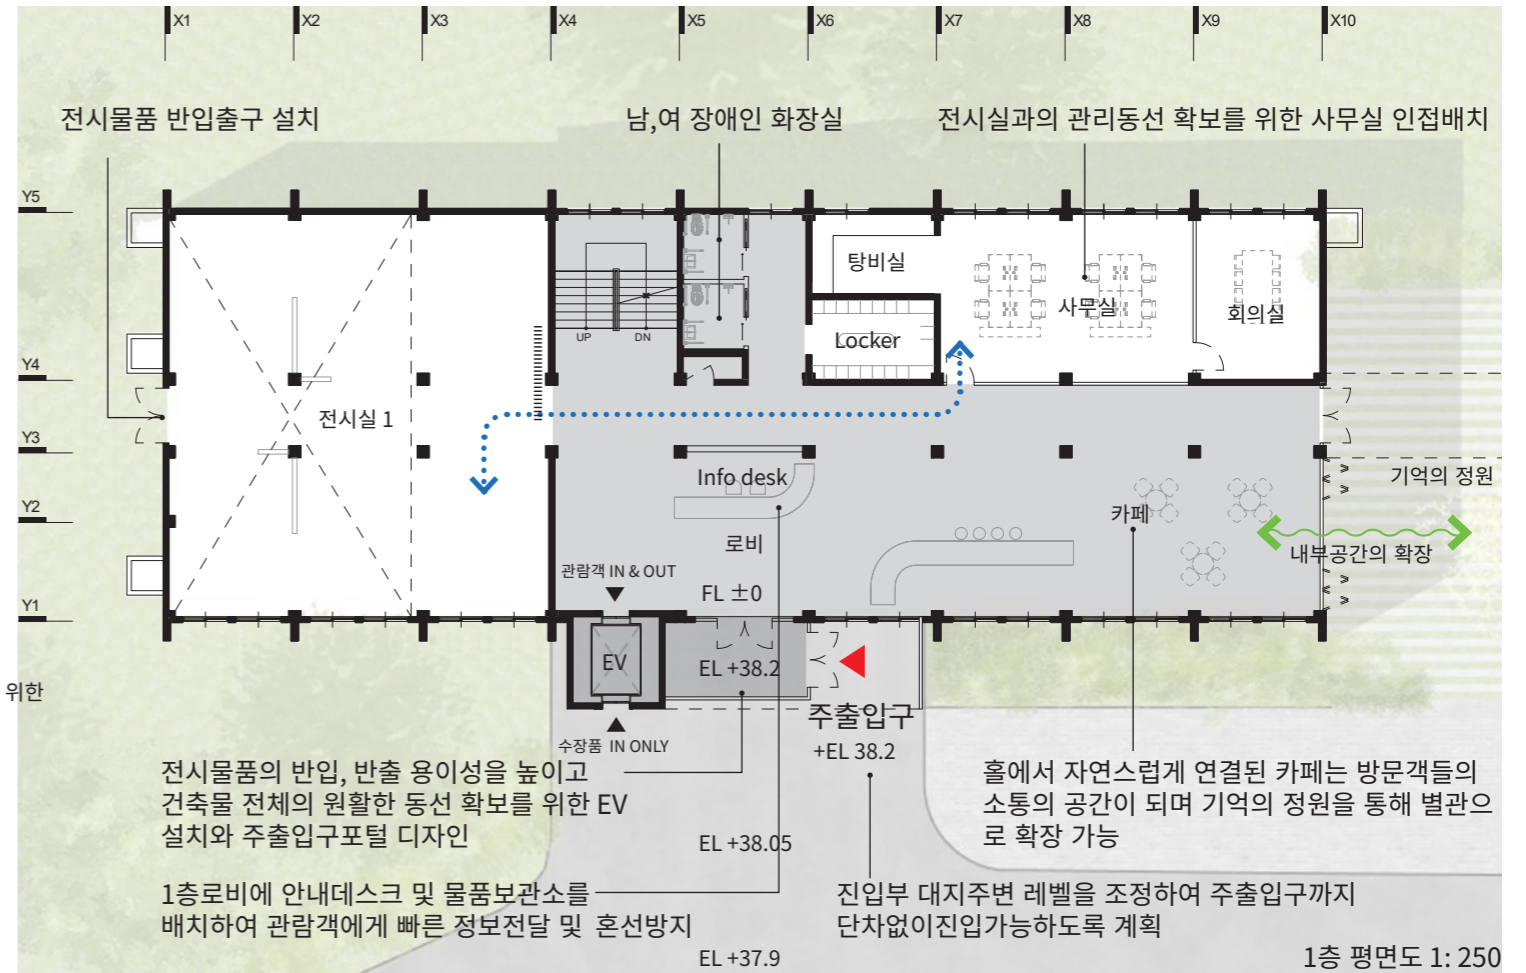 X1
X2
X3
X4
X5
X6
X7
X8
X9
X10
전시물품 반입출구 설치
남,여 장애인 화장실
전시실과의 관리동선 확보를 위한 사무실 인접배치
Y5
Y4
Y3
Y2
Y1
탕비실
사무실
회의실
Locker
UP
DN
전시실 1
Info desk
기억의 정원
카페
로비
내부공간의 확장
관람객 IN & OUT
FL ±0
EV
EL +38.2
위한
주출입구
+EL 38.2
수장품 IN ONLY
전시물품의 반입, 반출 용이성을 높이고
건축물 전체의 원활한 동선 확보를 위한 EV
설치와 주출입구포털 디자인
홀에서 자연스럽게 연결된 카페는 방문객들의
소통의 공간이 되며 기억의 정원을 통해 별관으
로 확장 가능
EL +38.05
1층로비에 안내데스크 및 물품보관소를
배치하여 관람객에게 빠른 정보전달 및 혼선방지
진입부 대지주변 레벨을 조정하여 주출입구까지
단차없이진입가능하도록 계획
EL +37.9
1층 평면도 1: 250